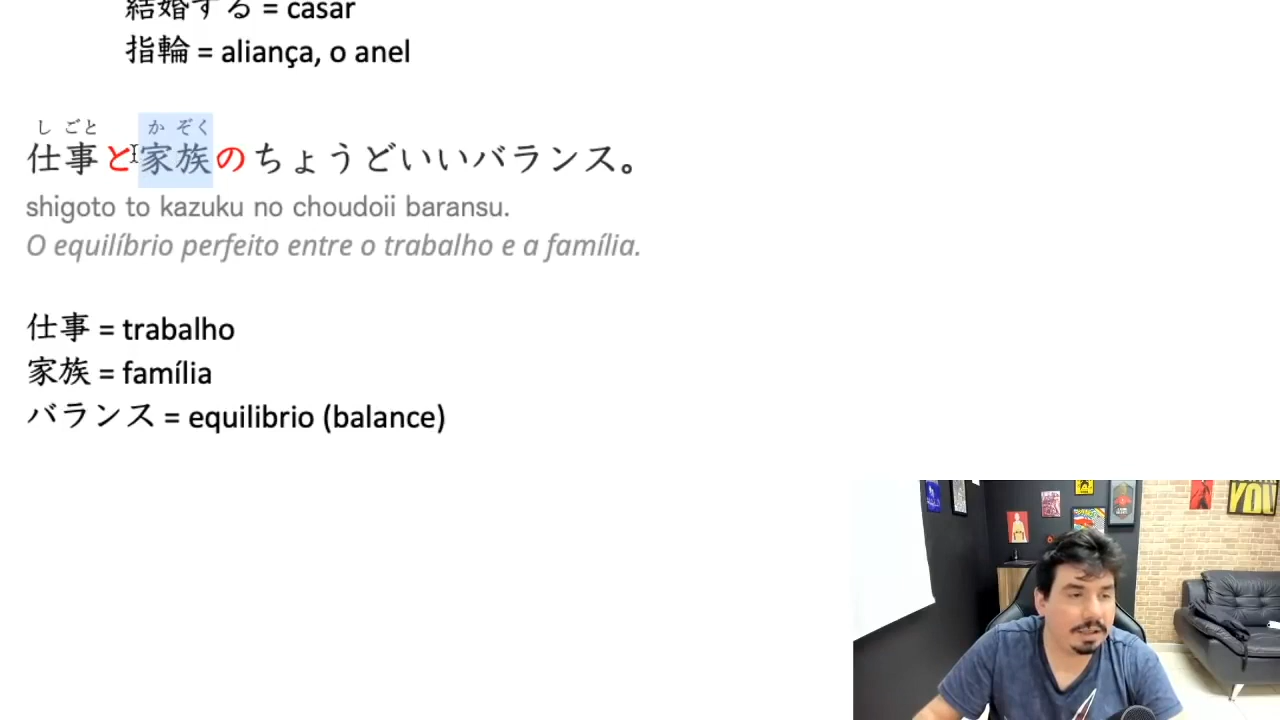 結婚する = casar
指輪 = aliança, o anel
し ごと か ぞく
仕事と家族のちょうどいいバランス。
shigoto to kazuku no choudoii baransu.
O equilíbrio perfeito entre o trabalho e a família.
仕事 = trabalho
家族 = família
バランス = equilibrio (balance)
YOU